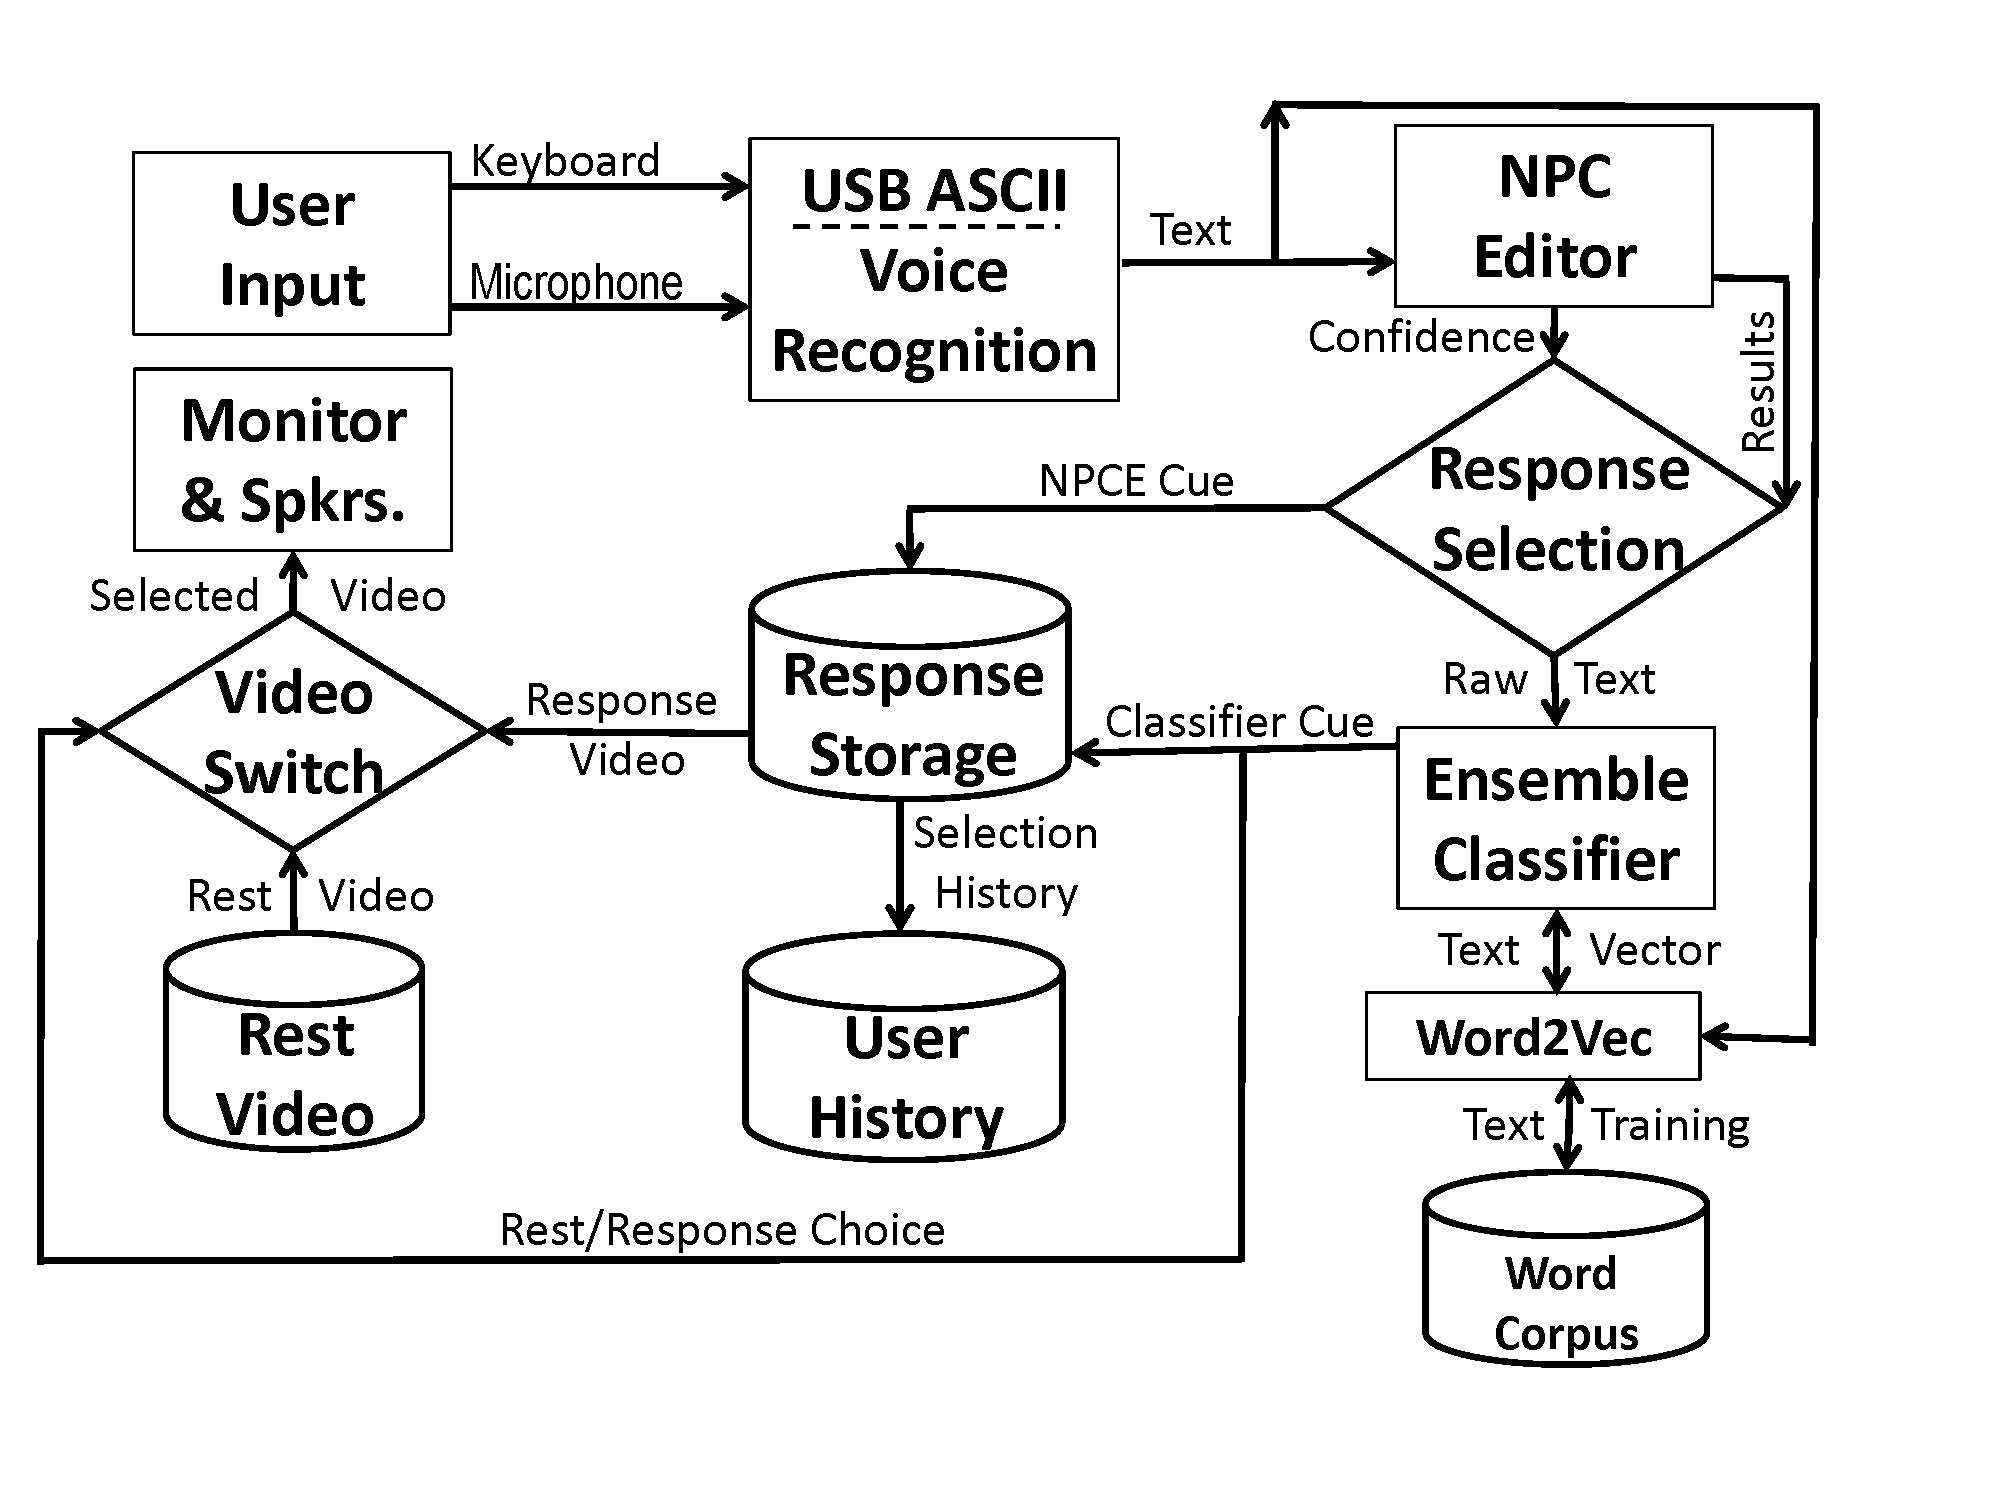 User
Input
Keyboard
Microphone
USB ASCII
Voice
Recognition
Text
NPC
Editor
Confidence
Results
Monitor
& Spkrs.
Response
Selection
NPCE Cue
Selected Video
Raw Text
Video
Switch
Response
Video
Response
Storage
Classifier Cue
Ensemble
Classifier
Selection
History
Rest Video
Text Vector
Rest
Video
User
History
Word2Vec
Text Training
Rest/Response Choice
Word
Corpus